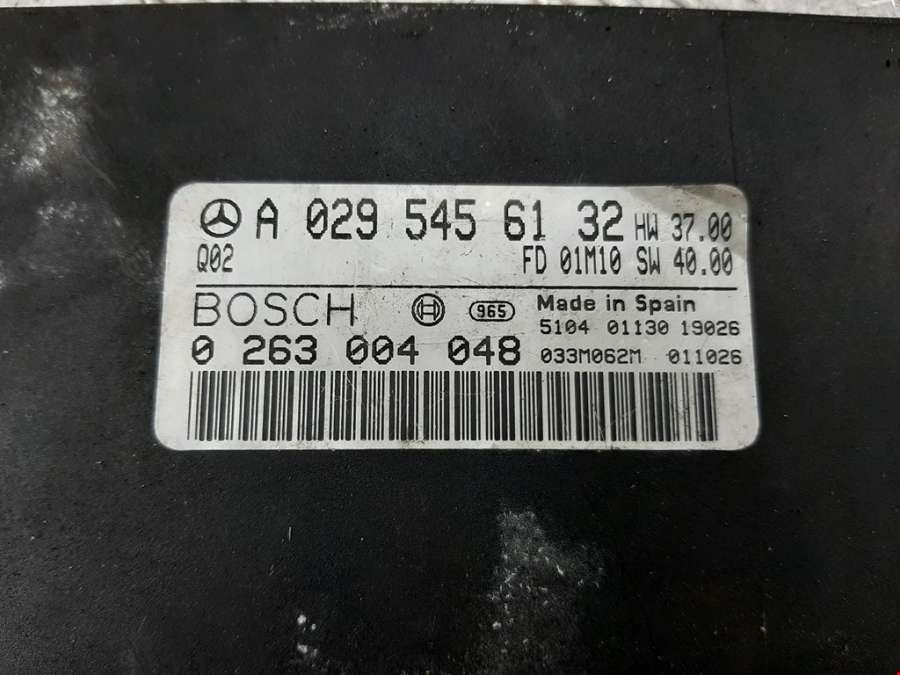 A 029 545 61 32 HW 37.00
Q02 FD 01M10 SW 40.00
BOSCH 965 Made in Spain
5104 01130 19026
0 263 004 048 033M062M 011026